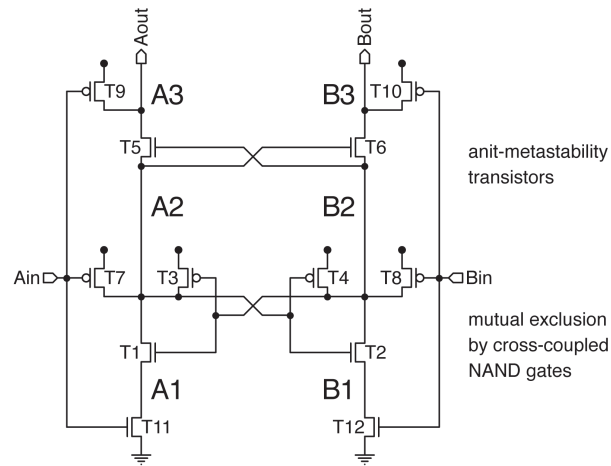 Aout
Bout
T9
A3
B3
T10
T5
T6
anit-metastability
transistors
A2
B2
Ain
T7
T3
T4
T8
Bin
mutual exclusion
by cross-coupled
NAND gates
T1
T2
A1
B1
T11
T12